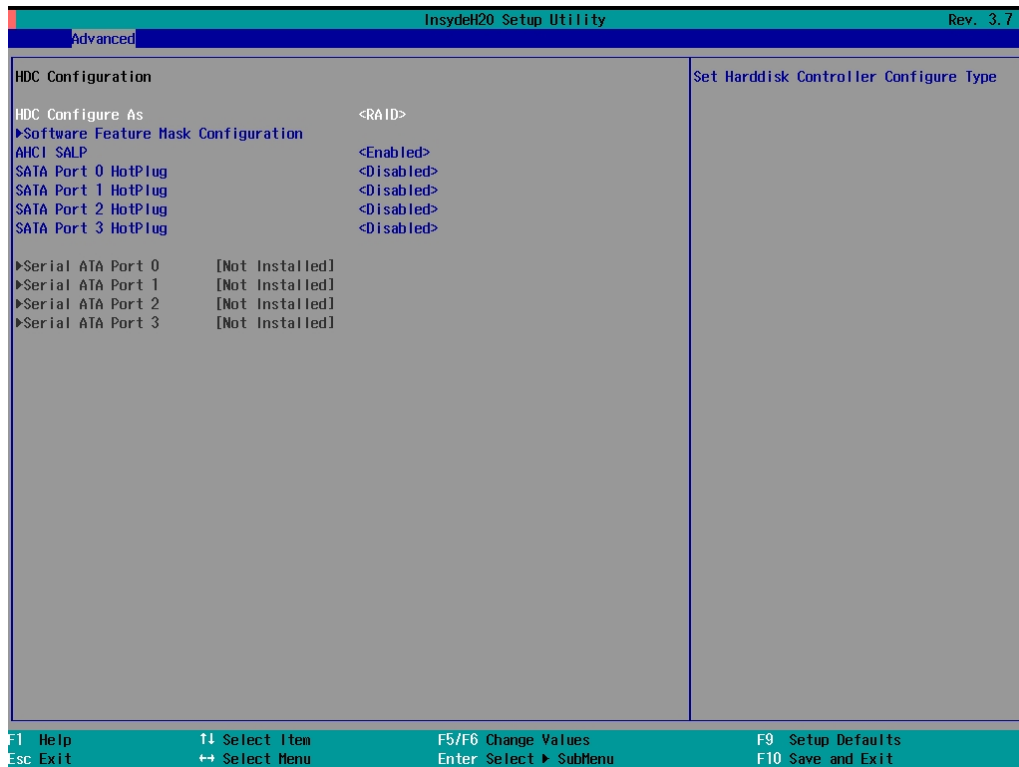 InsydeH2O Setup Utility Rev. 3.7
Advanced
HDC Configuration
Set Harddisk Controller Configure Type
HDC Configure As <RAID>
▶Software Feature Mask Configuration
AHCI SALP <Enabled>
SATA Port 0 HotPlug <Disabled>
SATA Port 1 HotPlug <Disabled>
SATA Port 2 HotPlug <Disabled>
SATA Port 3 HotPlug <Disabled>
▶Serial ATA Port 0 [Not Installed]
▶Serial ATA Port 1 [Not Installed]
▶Serial ATA Port 2 [Not Installed]
▶Serial ATA Port 3 [Not Installed]
F1 Help ↑↓ Select Item F5/F6 Change Values F9 Setup Defaults
Esc Exit ↔ Select Menu Enter Select ▶ SubMenu F10 Save and Exit